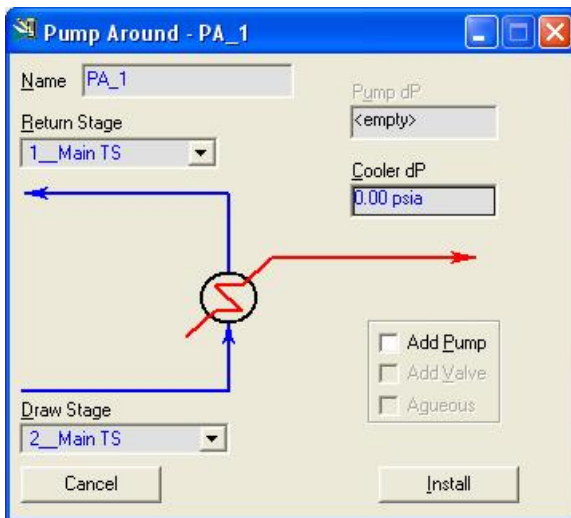 Pump Around - PA_1
Name PA_1
Pump dP
<empty>
Return Stage
1__Main TS
Cooler dP
0.00 psia
Add Pump
Add Valve
Agueous
Draw Stage
2__Main TS
Cancel
Install